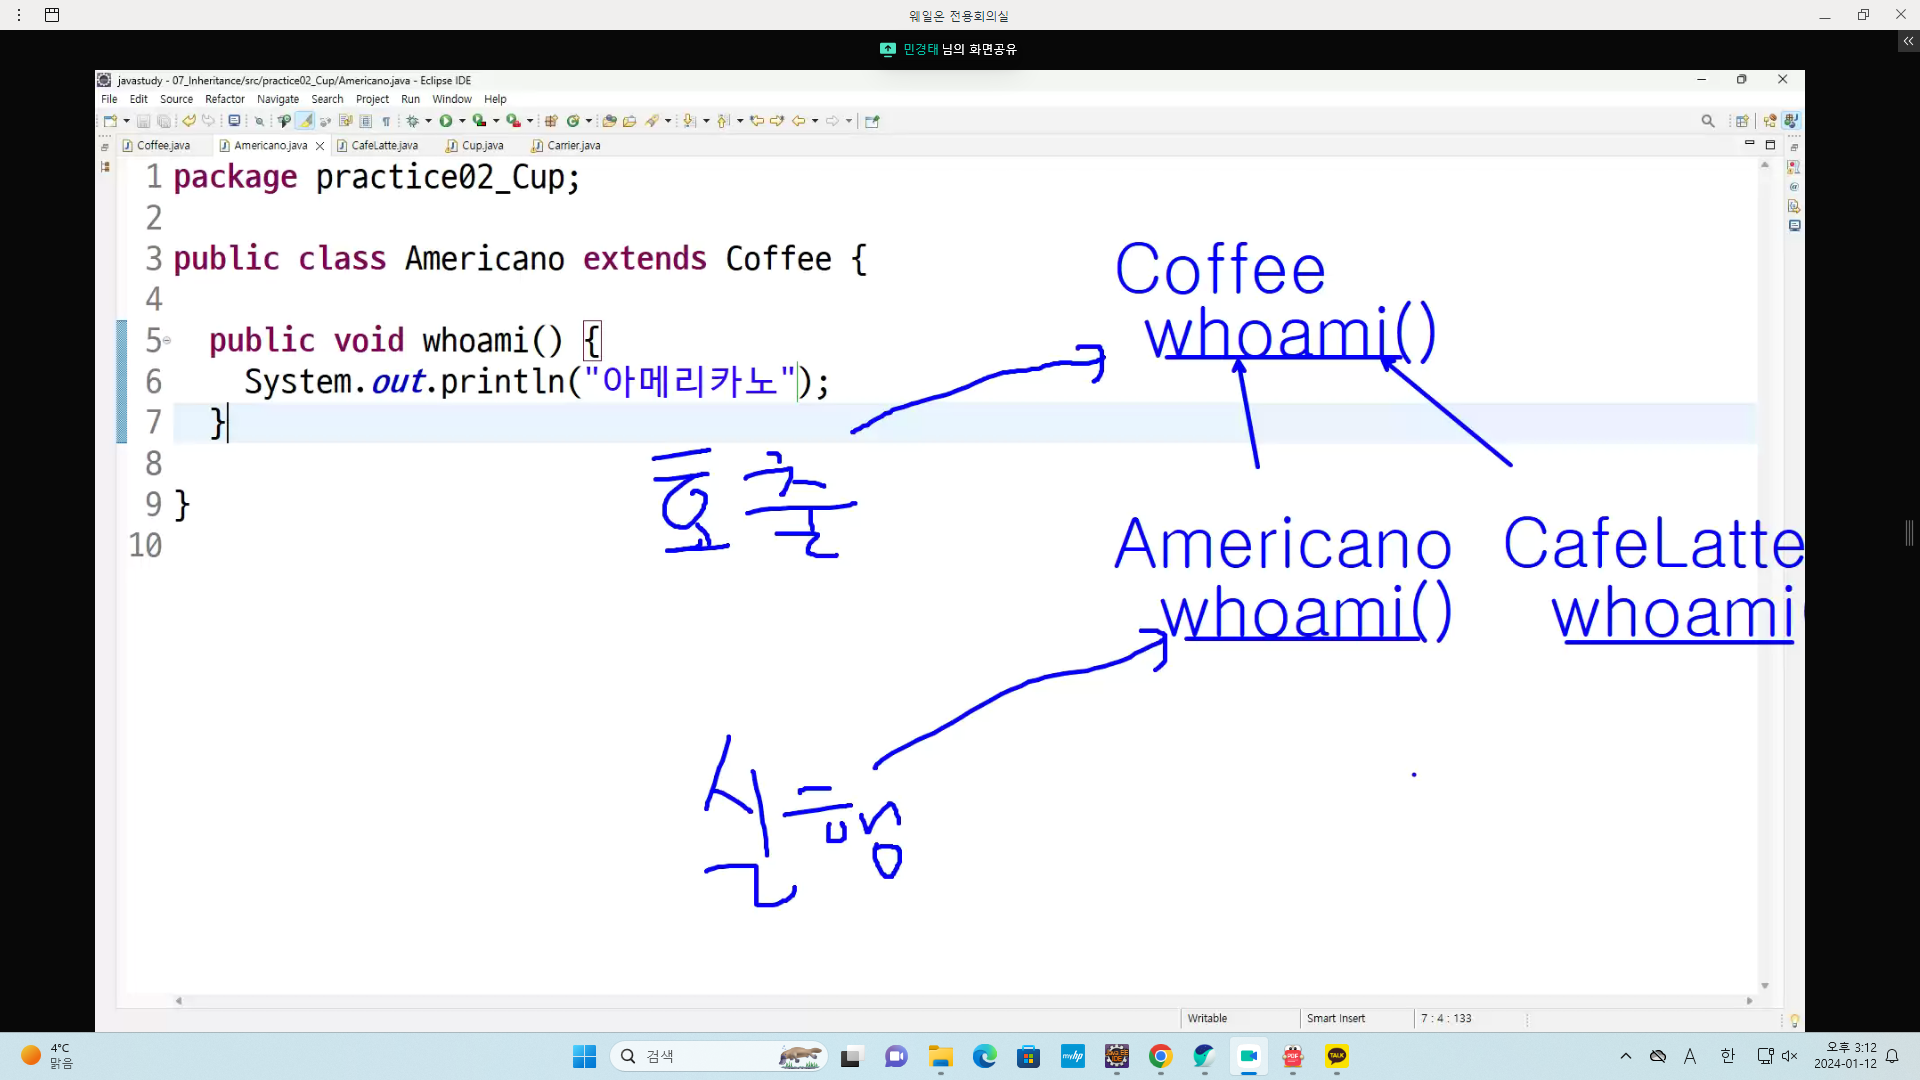 웨일온 전용회의실
민경태 님의 화면공유
javastudy - 07_Inheritance/src/practice02_Cup/Americano.java - Eclipse IDE
File Edit Source Refactor Navigate Search Project Run Window Help
Coffee.java Americano.java CafeLatte.java Cup.java Carrier.java
1 package practice02_Cup;
2
3 public class Americano extends Coffee {
4
5 public void whoami() {
6 System.out.println("아메리카노");
7 }
8
9 }
10
Coffee
whoami()
호출
Americano CafeLatte
whoami() whoami(
실행
Writable Smart Insert 7 : 4 : 133
4°C
맑음
검색
A 한
오후 3:12
2024-01-12